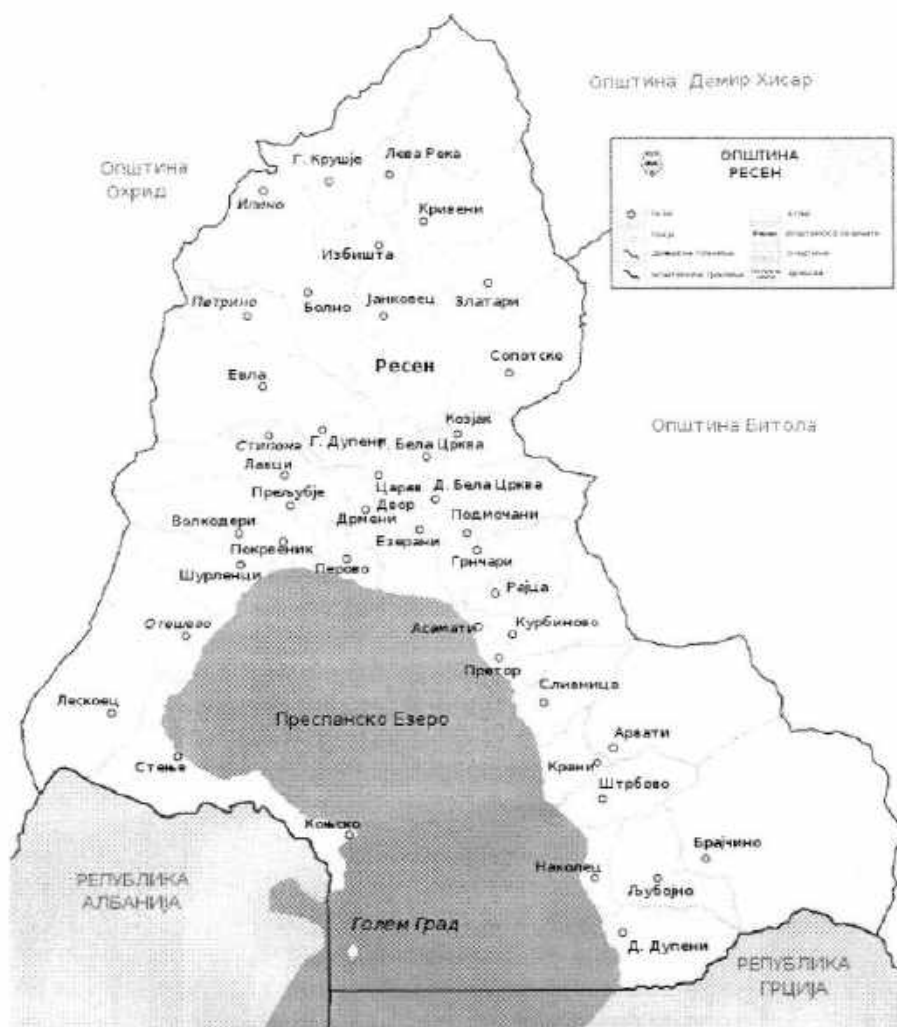 ОПШТИНА Демир Хисар
ОПШТИНА
РЕСЕН
ОПШТИНА
Охрид
Г. Крушје
Лева Река
Илино
Кривени
Избишта
Петрино
Болно
Јанковец
Златари
Ресен
Сопотско
Евла
Козјак
ОПШТИНА Битола
Стипона
Г. Дупени
Г. Бела Црква
Лавци
Царев
Двор
Д. Бела Црква
Прељубје
Дрмени
Волкодери
Езерани
Подмочани
Покрвеник
Грнчари
Шурленци
Перово
Рајца
Отешево
Асамати
Курбиново
Претор
Сливница
Лескоец
Преспанско Езеро
Арвати
Стење
Крани
Штрбово
Коњско
Брајчино
РЕПУБЛИКА
АЛБАНИЈА
Наколец
Љубојно
Голем Град
Д. Дупени
РЕПУБЛИКА
ГРЦИЈА